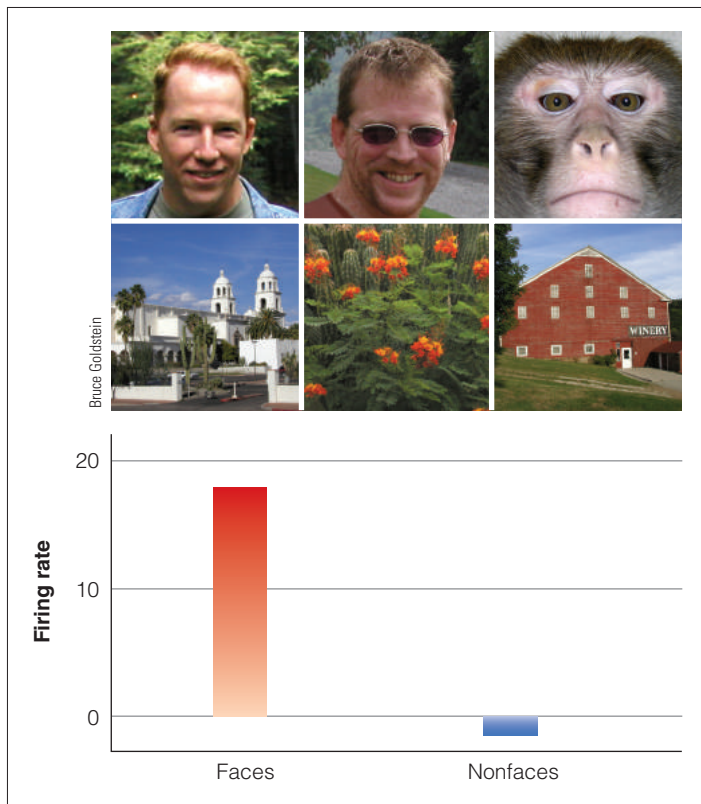 Bruce Goldstein
WINERY
20
10
0
Firing rate
Faces
Nonfaces